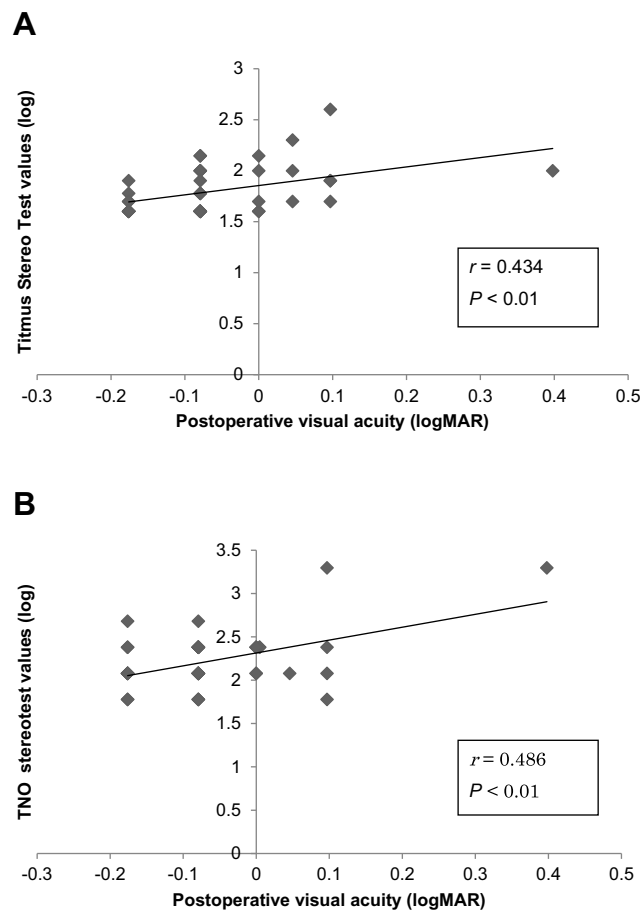 A
Titmus Stereo Test values (log)
3
2.5
2
1.5
1
0.5
0
r = 0.434
P < 0.01
-0.3 -0.2 -0.1 0 0.1 0.2 0.3 0.4 0.5
Postoperative visual acuity (logMAR)
B
TNO stereotest values (log)
3.5
3
2.5
2
1.5
1
0.5
0
r = 0.486
P < 0.01
-0.3 -0.2 -0.1 0 0.1 0.2 0.3 0.4 0.5
Postoperative visual acuity (logMAR)